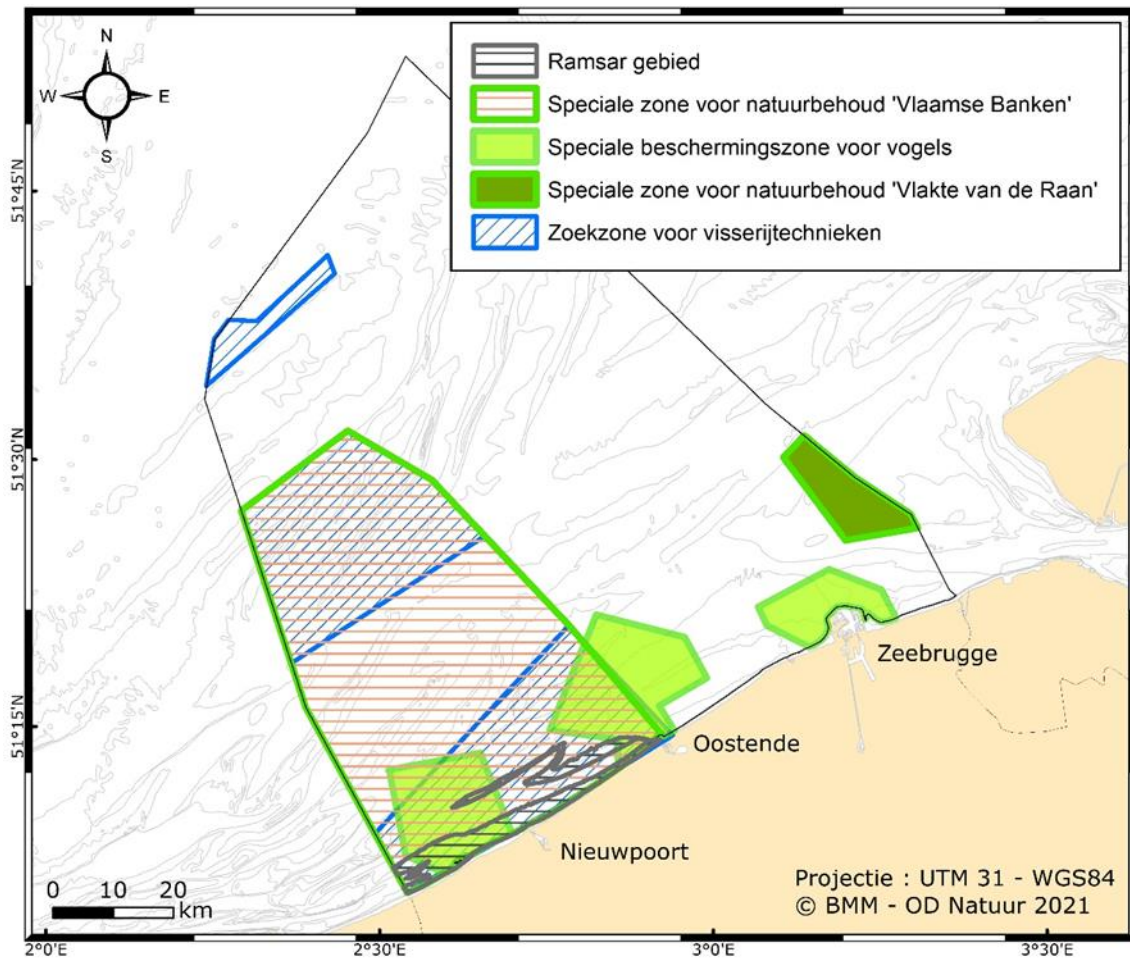 N
W
E
S
Ramsar gebied
Speciale zone voor natuurbehoud 'Vlaamse Banken'
Speciale beschermingszone voor vogels
Speciale zone voor natuurbehoud 'Vlakte van de Raan'
Zoekzone voor visserijtechnieken
51°45'N
51°30'N
51°15'N
Zeebrugge
Oostende
Nieuwpoort
0 10 20
km
Projectie : UTM 31 - WGS84
© BMM - OD Natuur 2021
2°0'E 2°30'E 3°0'E 3°30'E